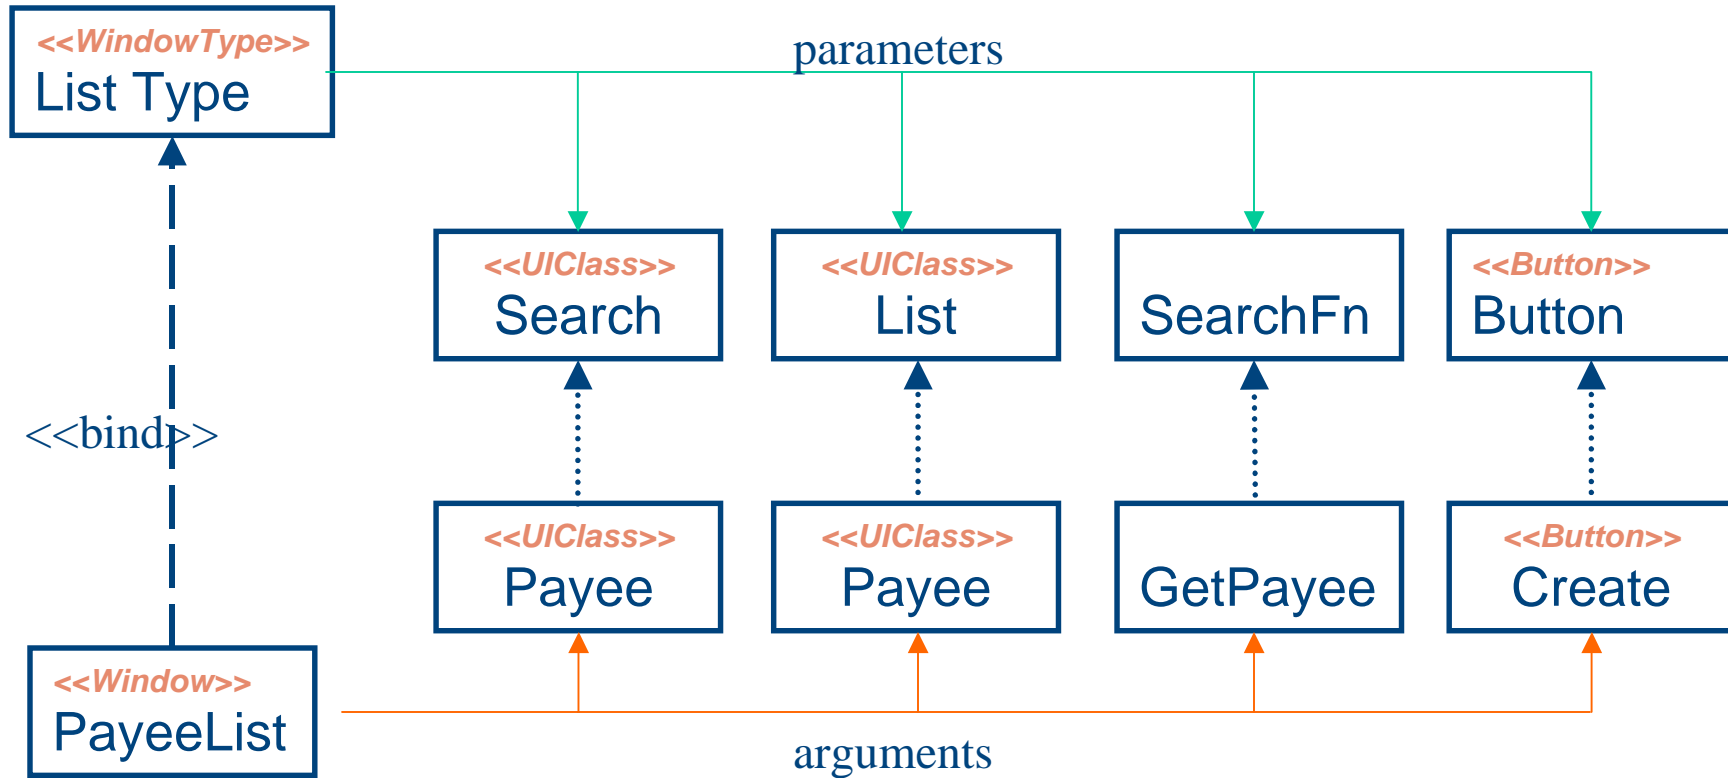 <<WindowType>>
List Type
parameters
<<UIClass>>
Search
<<UIClass>>
List
SearchFn
<<Button>>
Button
<<bind>>
<<UIClass>>
Payee
<<UIClass>>
Payee
GetPayee
<<Button>>
Create
<<Window>>
PayeeList
arguments